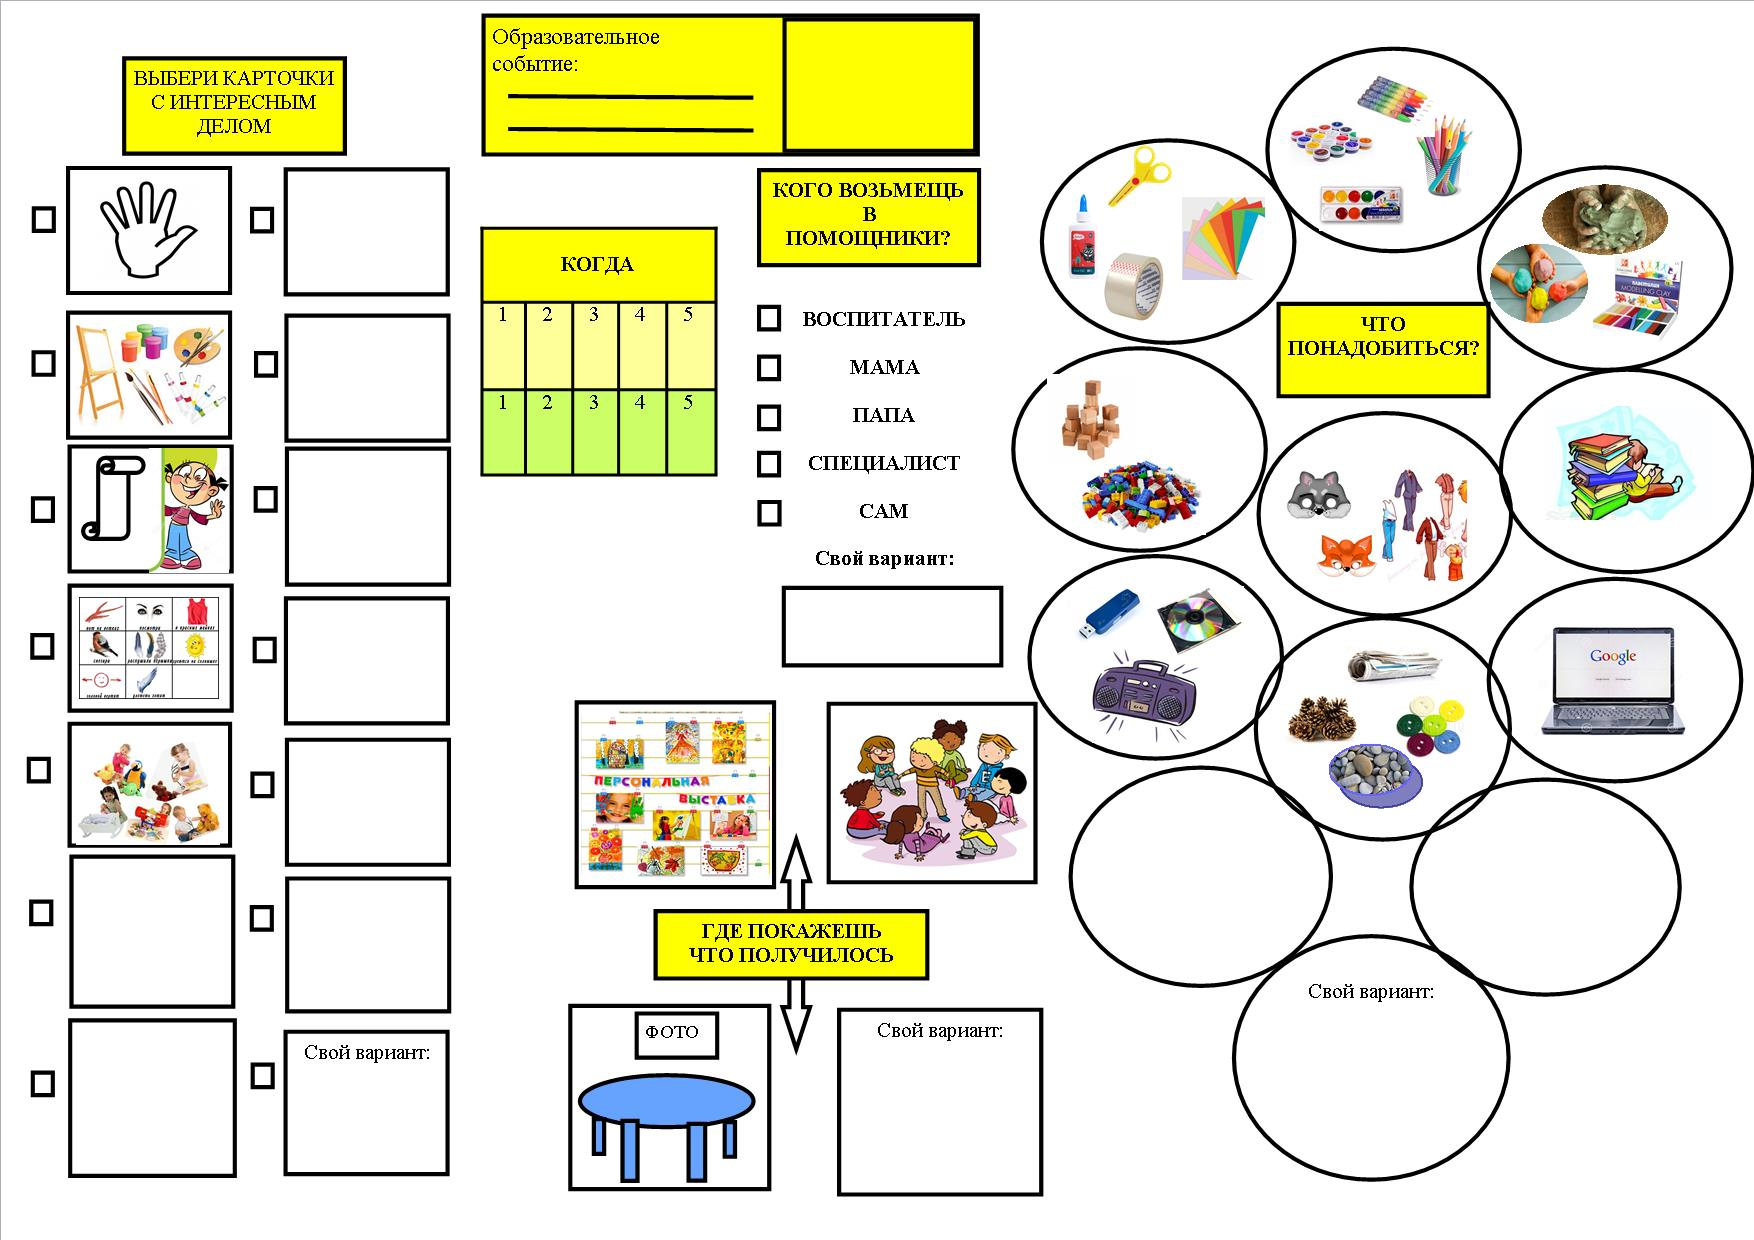 Образовательное
событие:
ВЫБЕРИ КАРТОЧКИ
С ИНТЕРЕСНЫМ
ДЕЛОМ
КОГДА
1 2 3 4 5
1 2 3 4 5
КОГО ВОЗЬМЕЩЬ
В
ПОМОЩНИКИ?
ВОСПИТАТЕЛЬ
МАМА
ПАПА
СПЕЦИАЛИСТ
САМ
Свой вариант:
ЧТО
ПОНАДОБИТЬСЯ?
MODELLING CLAY
Google
ПЕРСОНАЛЬНАЯ
ВЫСТАВКА
ГДЕ ПОКАЖЕШЬ
ЧТО ПОЛУЧИЛОСЬ
ФОТО
Свой вариант:
Свой вариант:
Свой вариант: